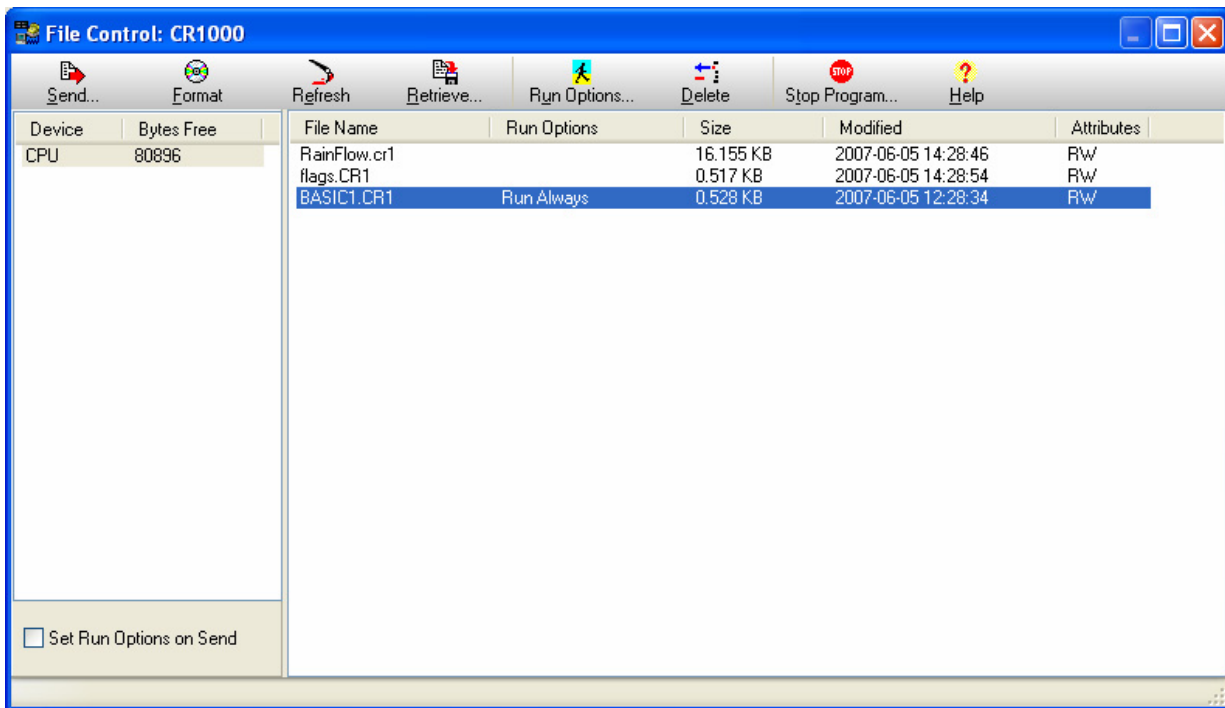 File Control: CR1000
Send... Format Refresh Retrieve... Run Options... Delete STOP Stop Program... ? Help
Device Bytes Free File Name Run Options Size Modified Attributes
CPU 80896 RainFlow.cr1 16.155 KB 2007-06-05 14:28:46 RW
flags.CR1 0.517 KB 2007-06-05 14:28:54 RW
BASIC1.CR1 Run Always 0.528 KB 2007-06-05 12:28:34 RW
Set Run Options on Send